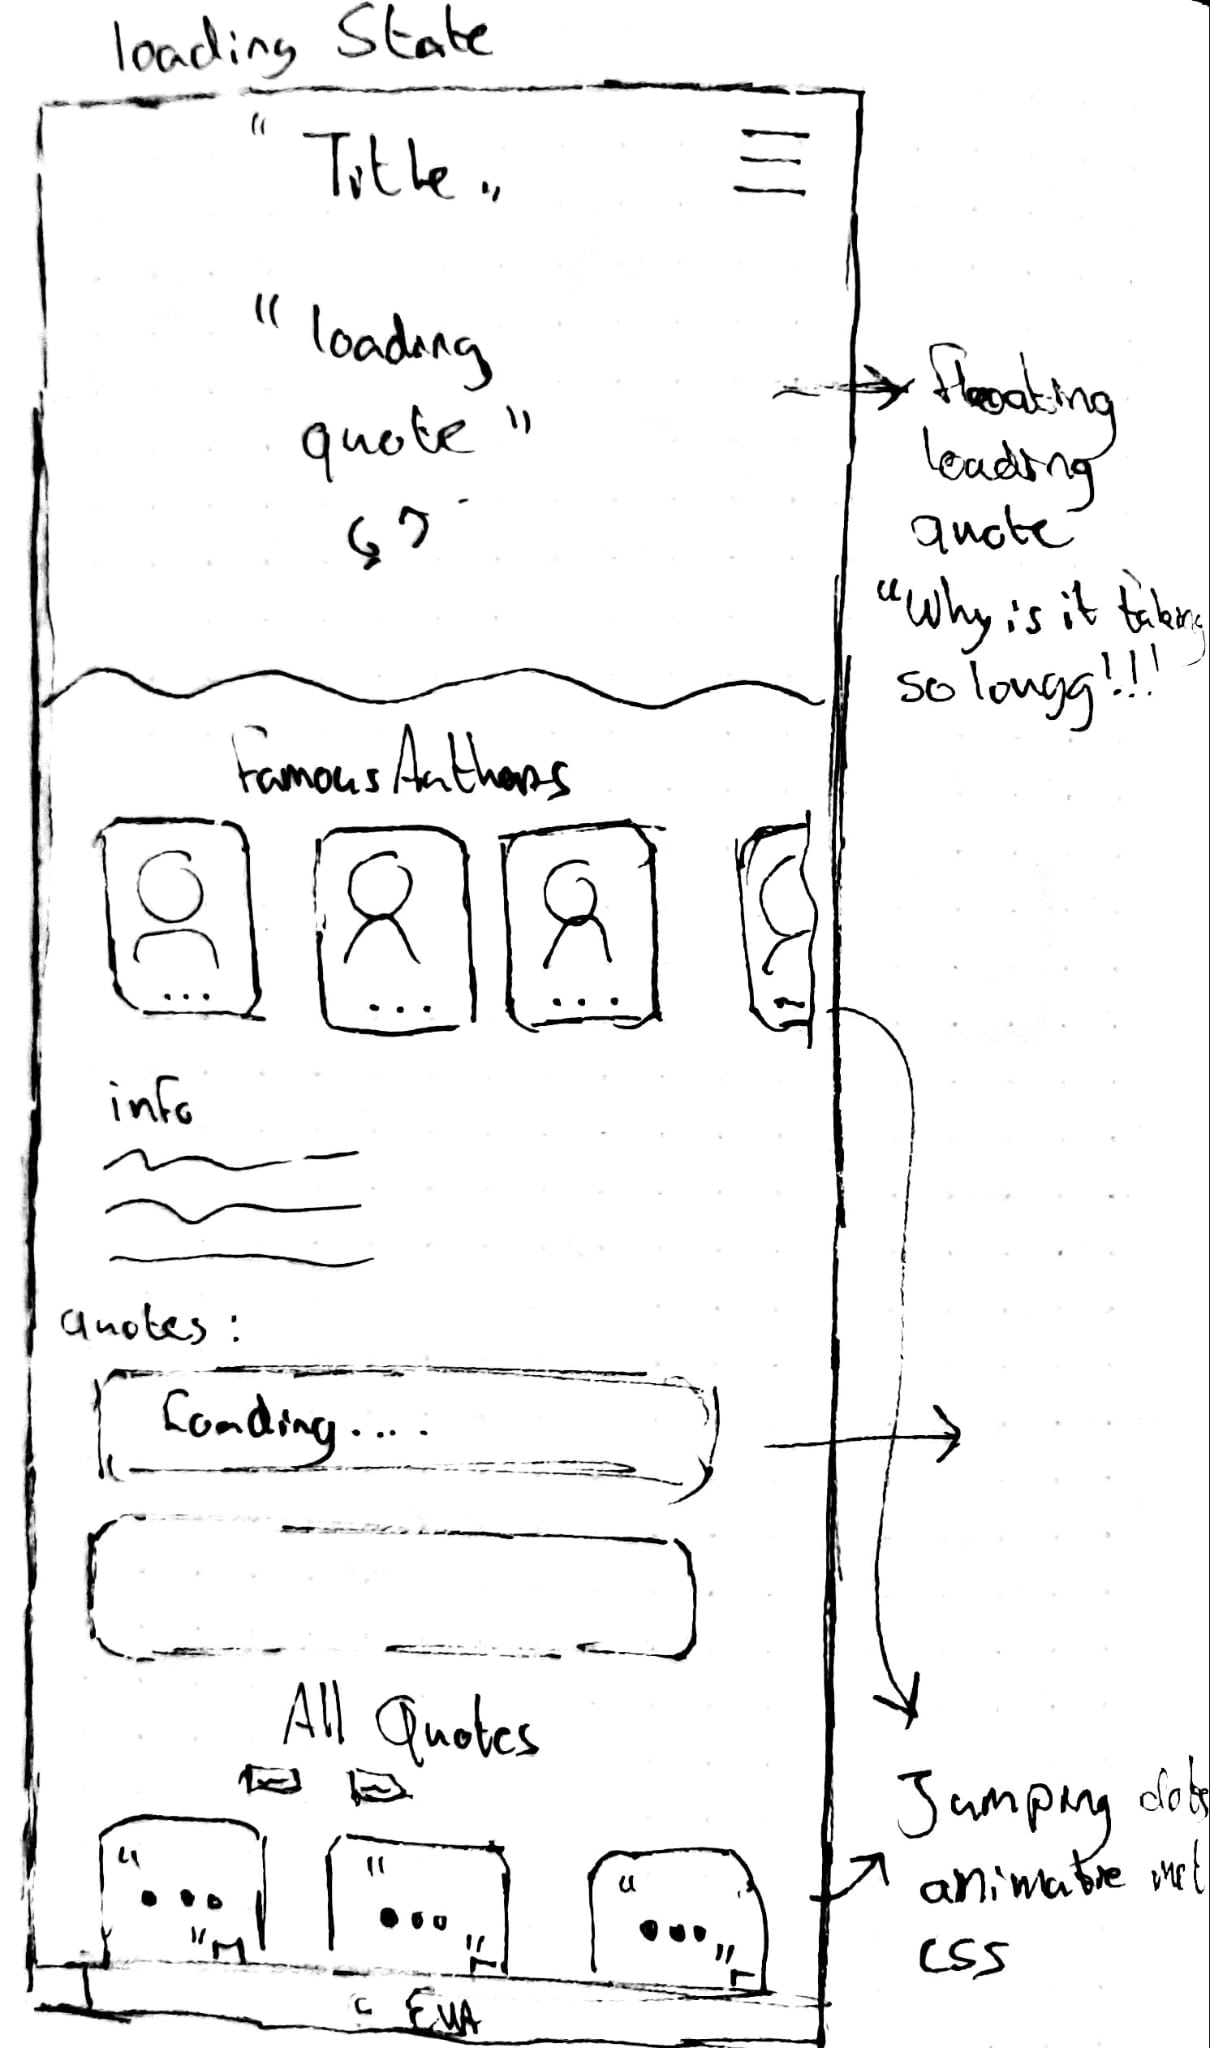 loading State
“ Title „
“ loading
quote ”
floating
loading
quote
“Why is it taking
so longg!!!
Famous Authors
...
...
...
info
quotes :
Loading....
All Quotes
“ ... ”
“ ... ”
“ ... ”
Jumping dots
animatie met
css
c EVA